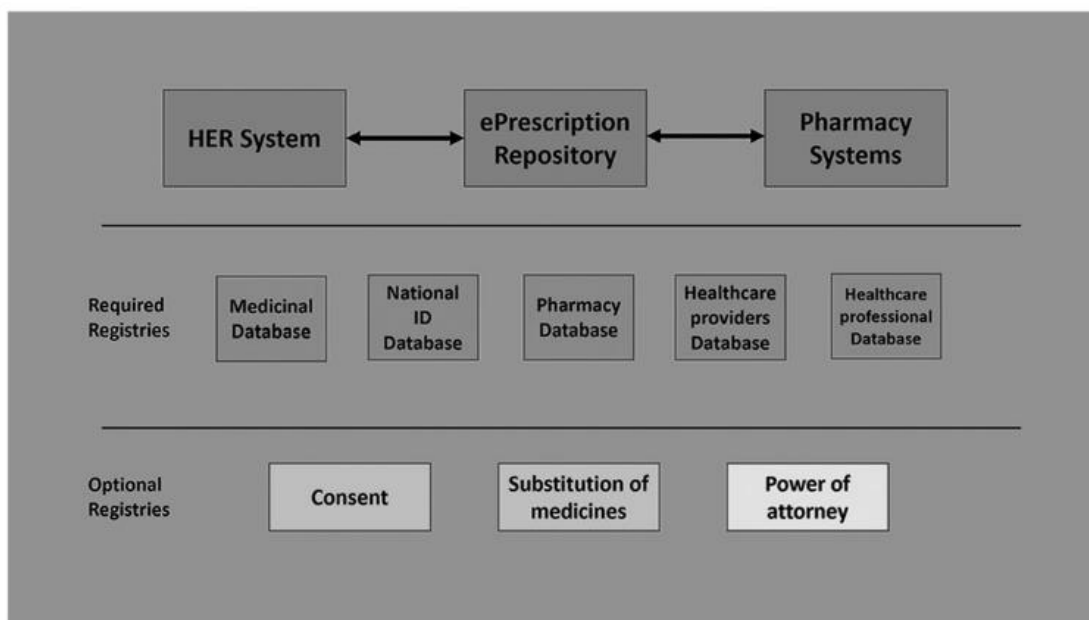 HER System
ePrescription
Repository
Pharmacy
Systems
Required
Registries
Medicinal
Database
National
ID
Database
Pharmacy
Database
Healthcare
providers
Database
Healthcare
professional
Database
Optional
Registries
Consent
Substitution of
medicines
Power of
attorney